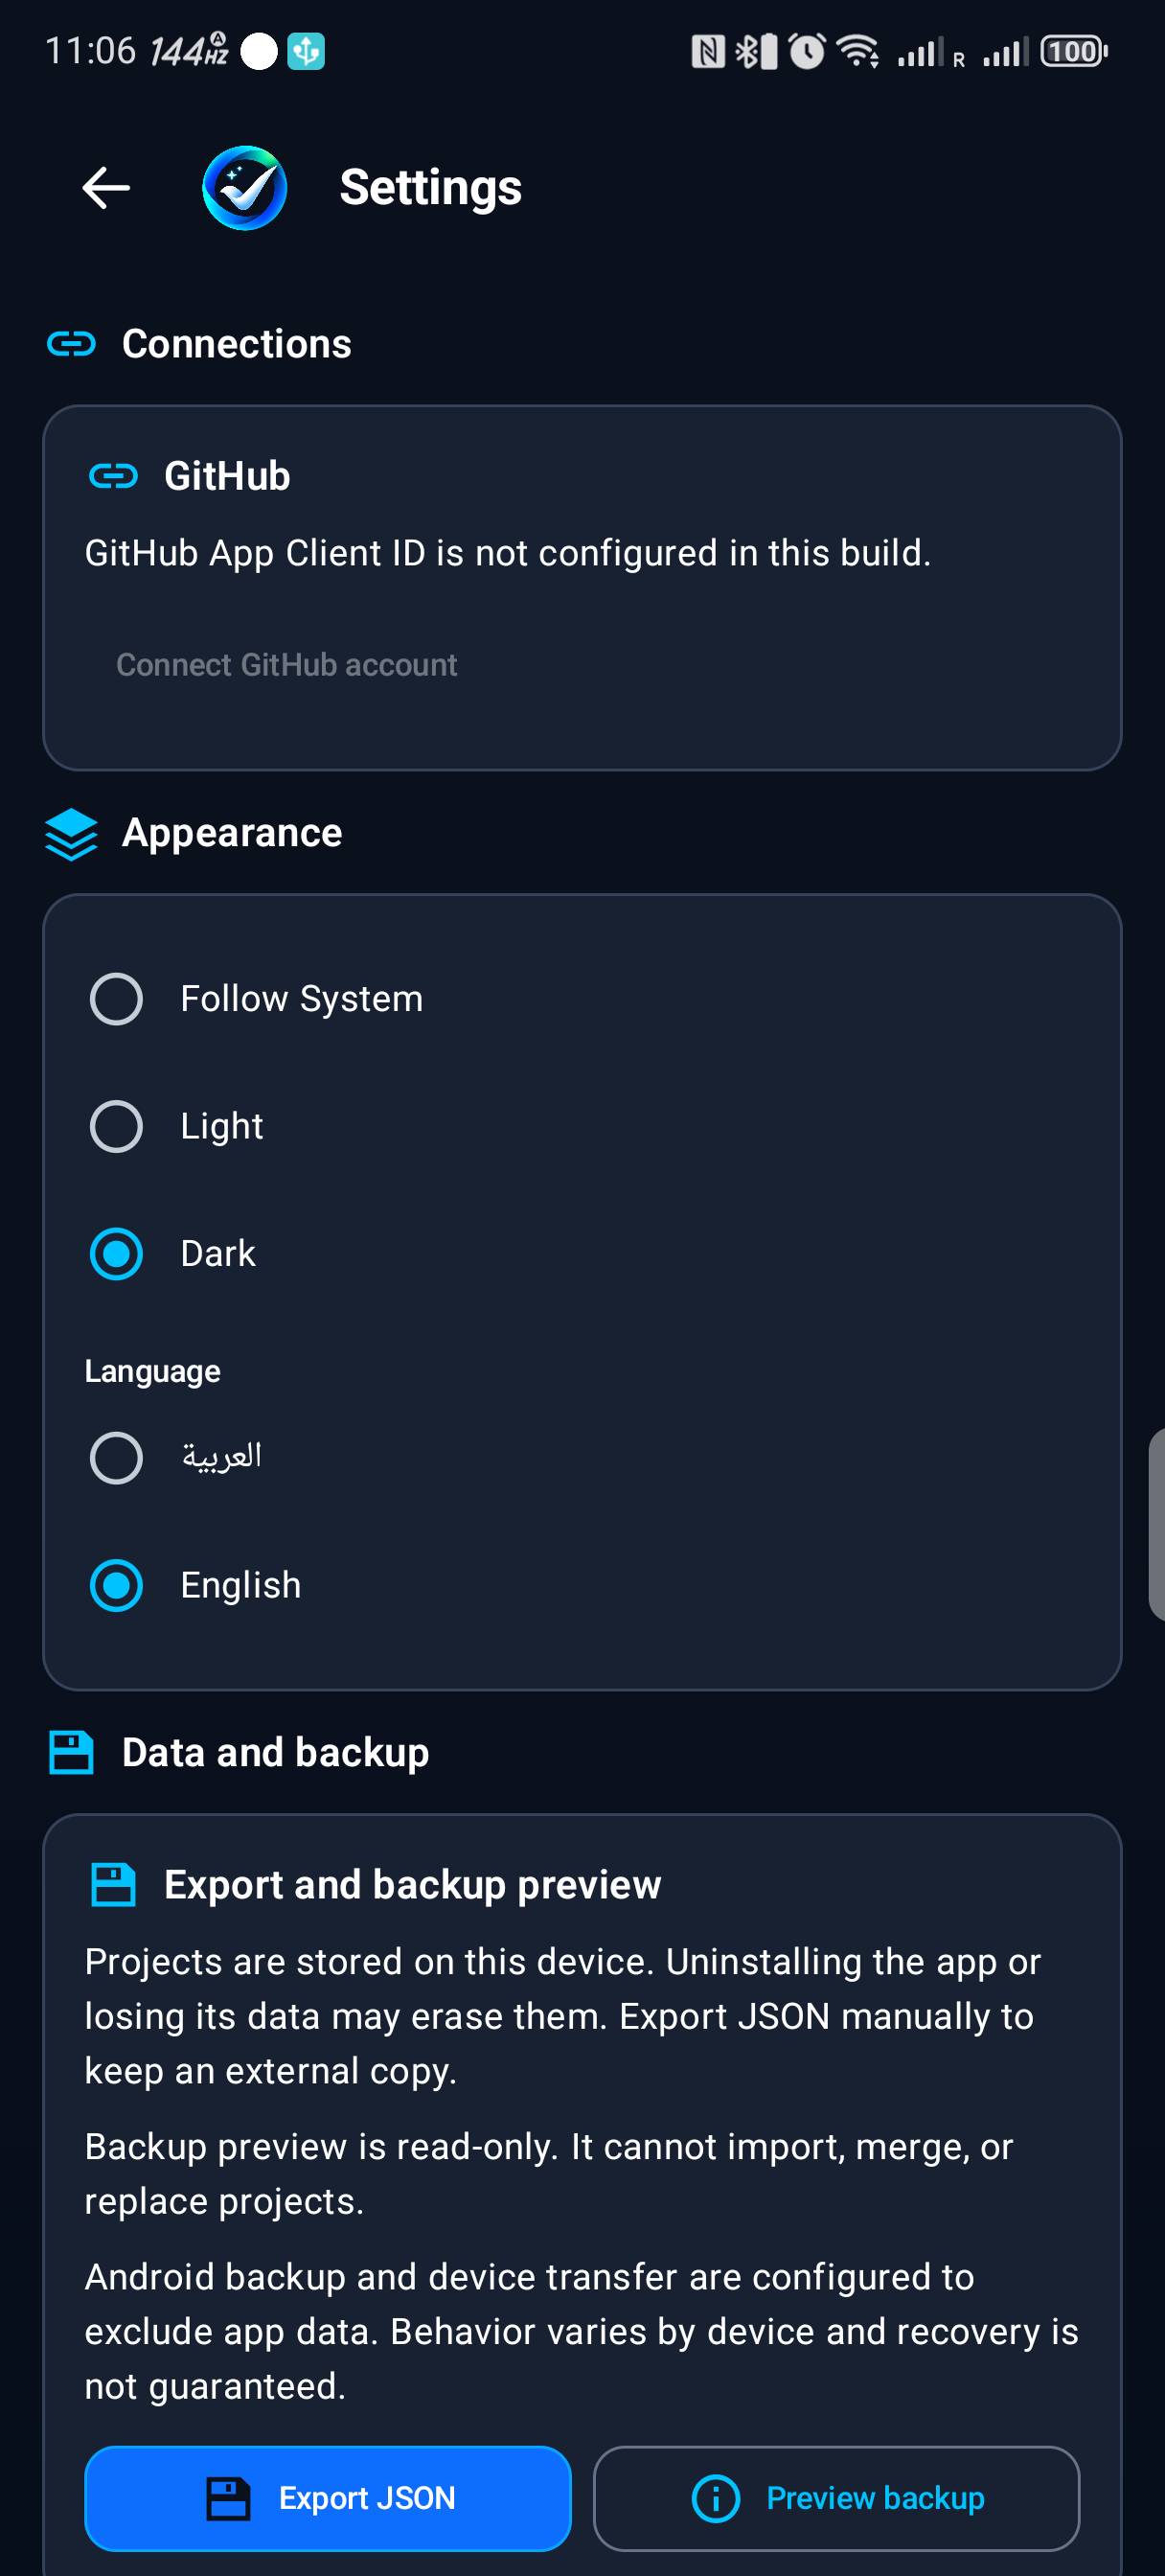 11:06 144HZ A
R 100
Settings
Connections
GitHub
GitHub App Client ID is not configured in this build.
Connect GitHub account
Appearance
Follow System
Light
Dark
Language
العربية
English
Data and backup
Export and backup preview
Projects are stored on this device. Uninstalling the app or
losing its data may erase them. Export JSON manually to
keep an external copy.
Backup preview is read-only. It cannot import, merge, or
replace projects.
Android backup and device transfer are configured to
exclude app data. Behavior varies by device and recovery is
not guaranteed.
Export JSON
Preview backup